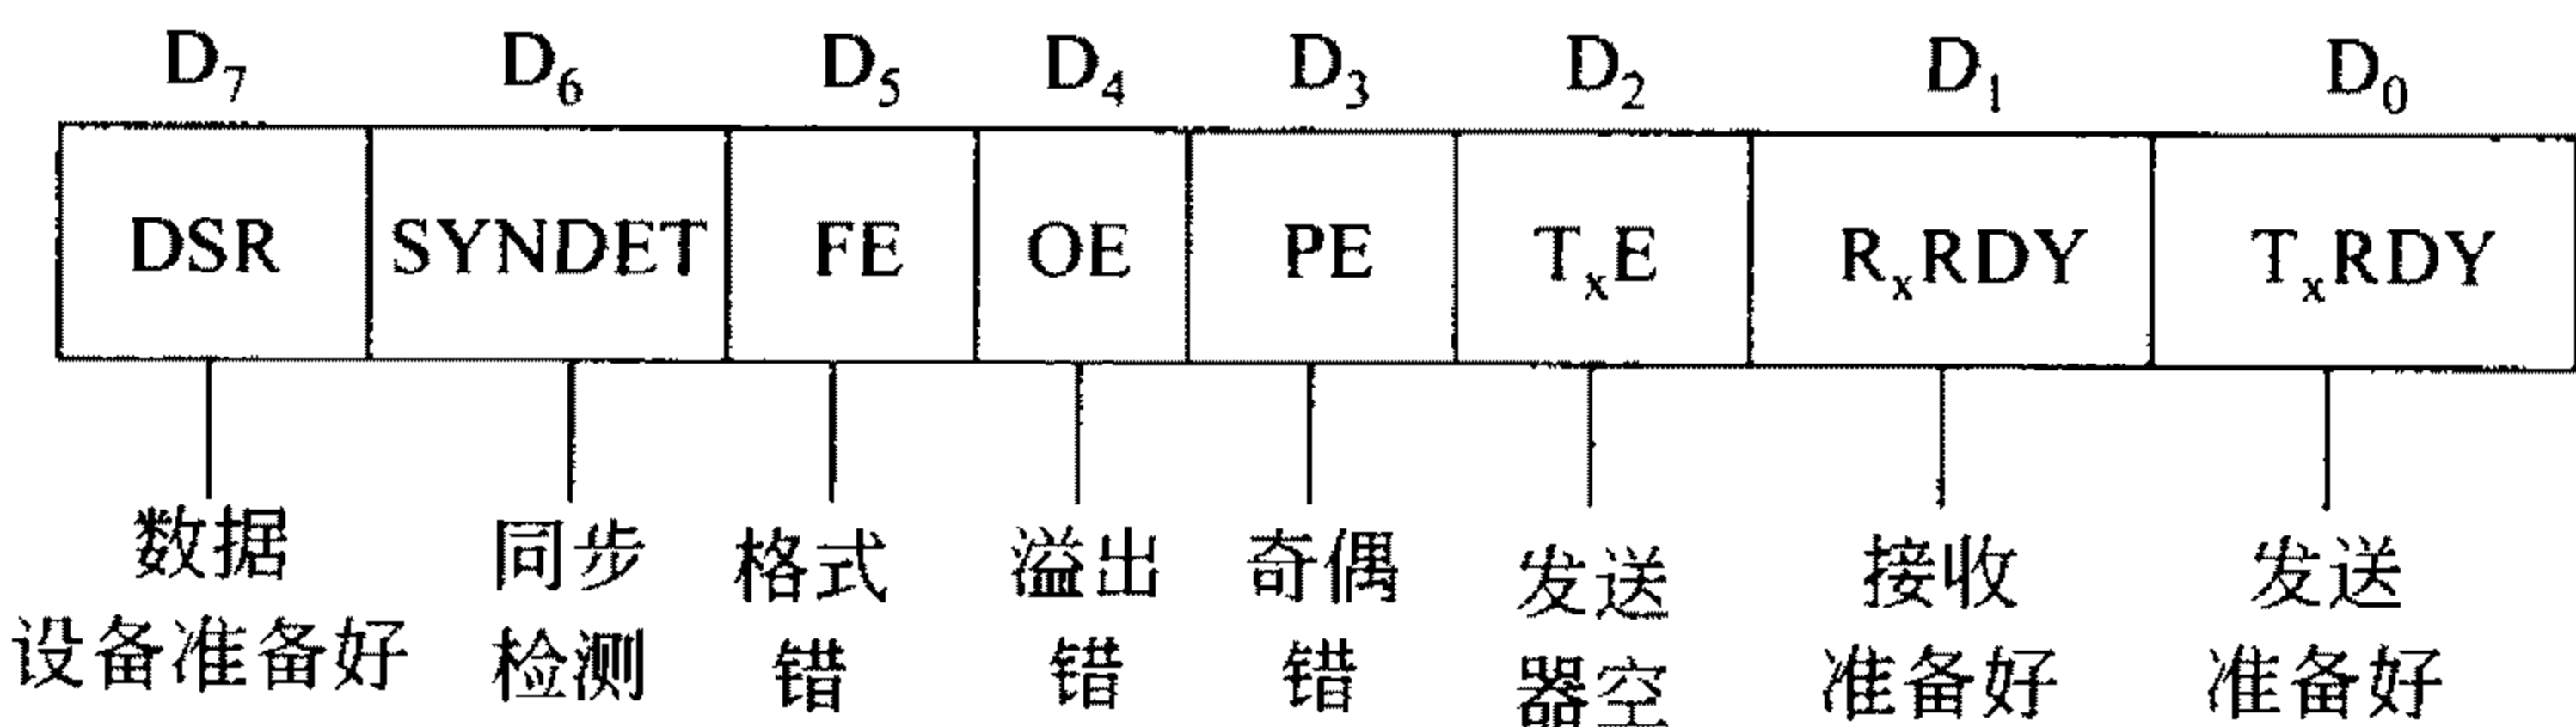 D₇ D₆ D₅ D₄ D₃ D₂ D₁ D₀
DSR SYNDET FE OE PE TₓE RₓRDY TₓRDY
数据 同步 格式 溢出 奇偶 发送 接收 发送
设备准备好 检测 错 错 错 器空 准备好 准备好